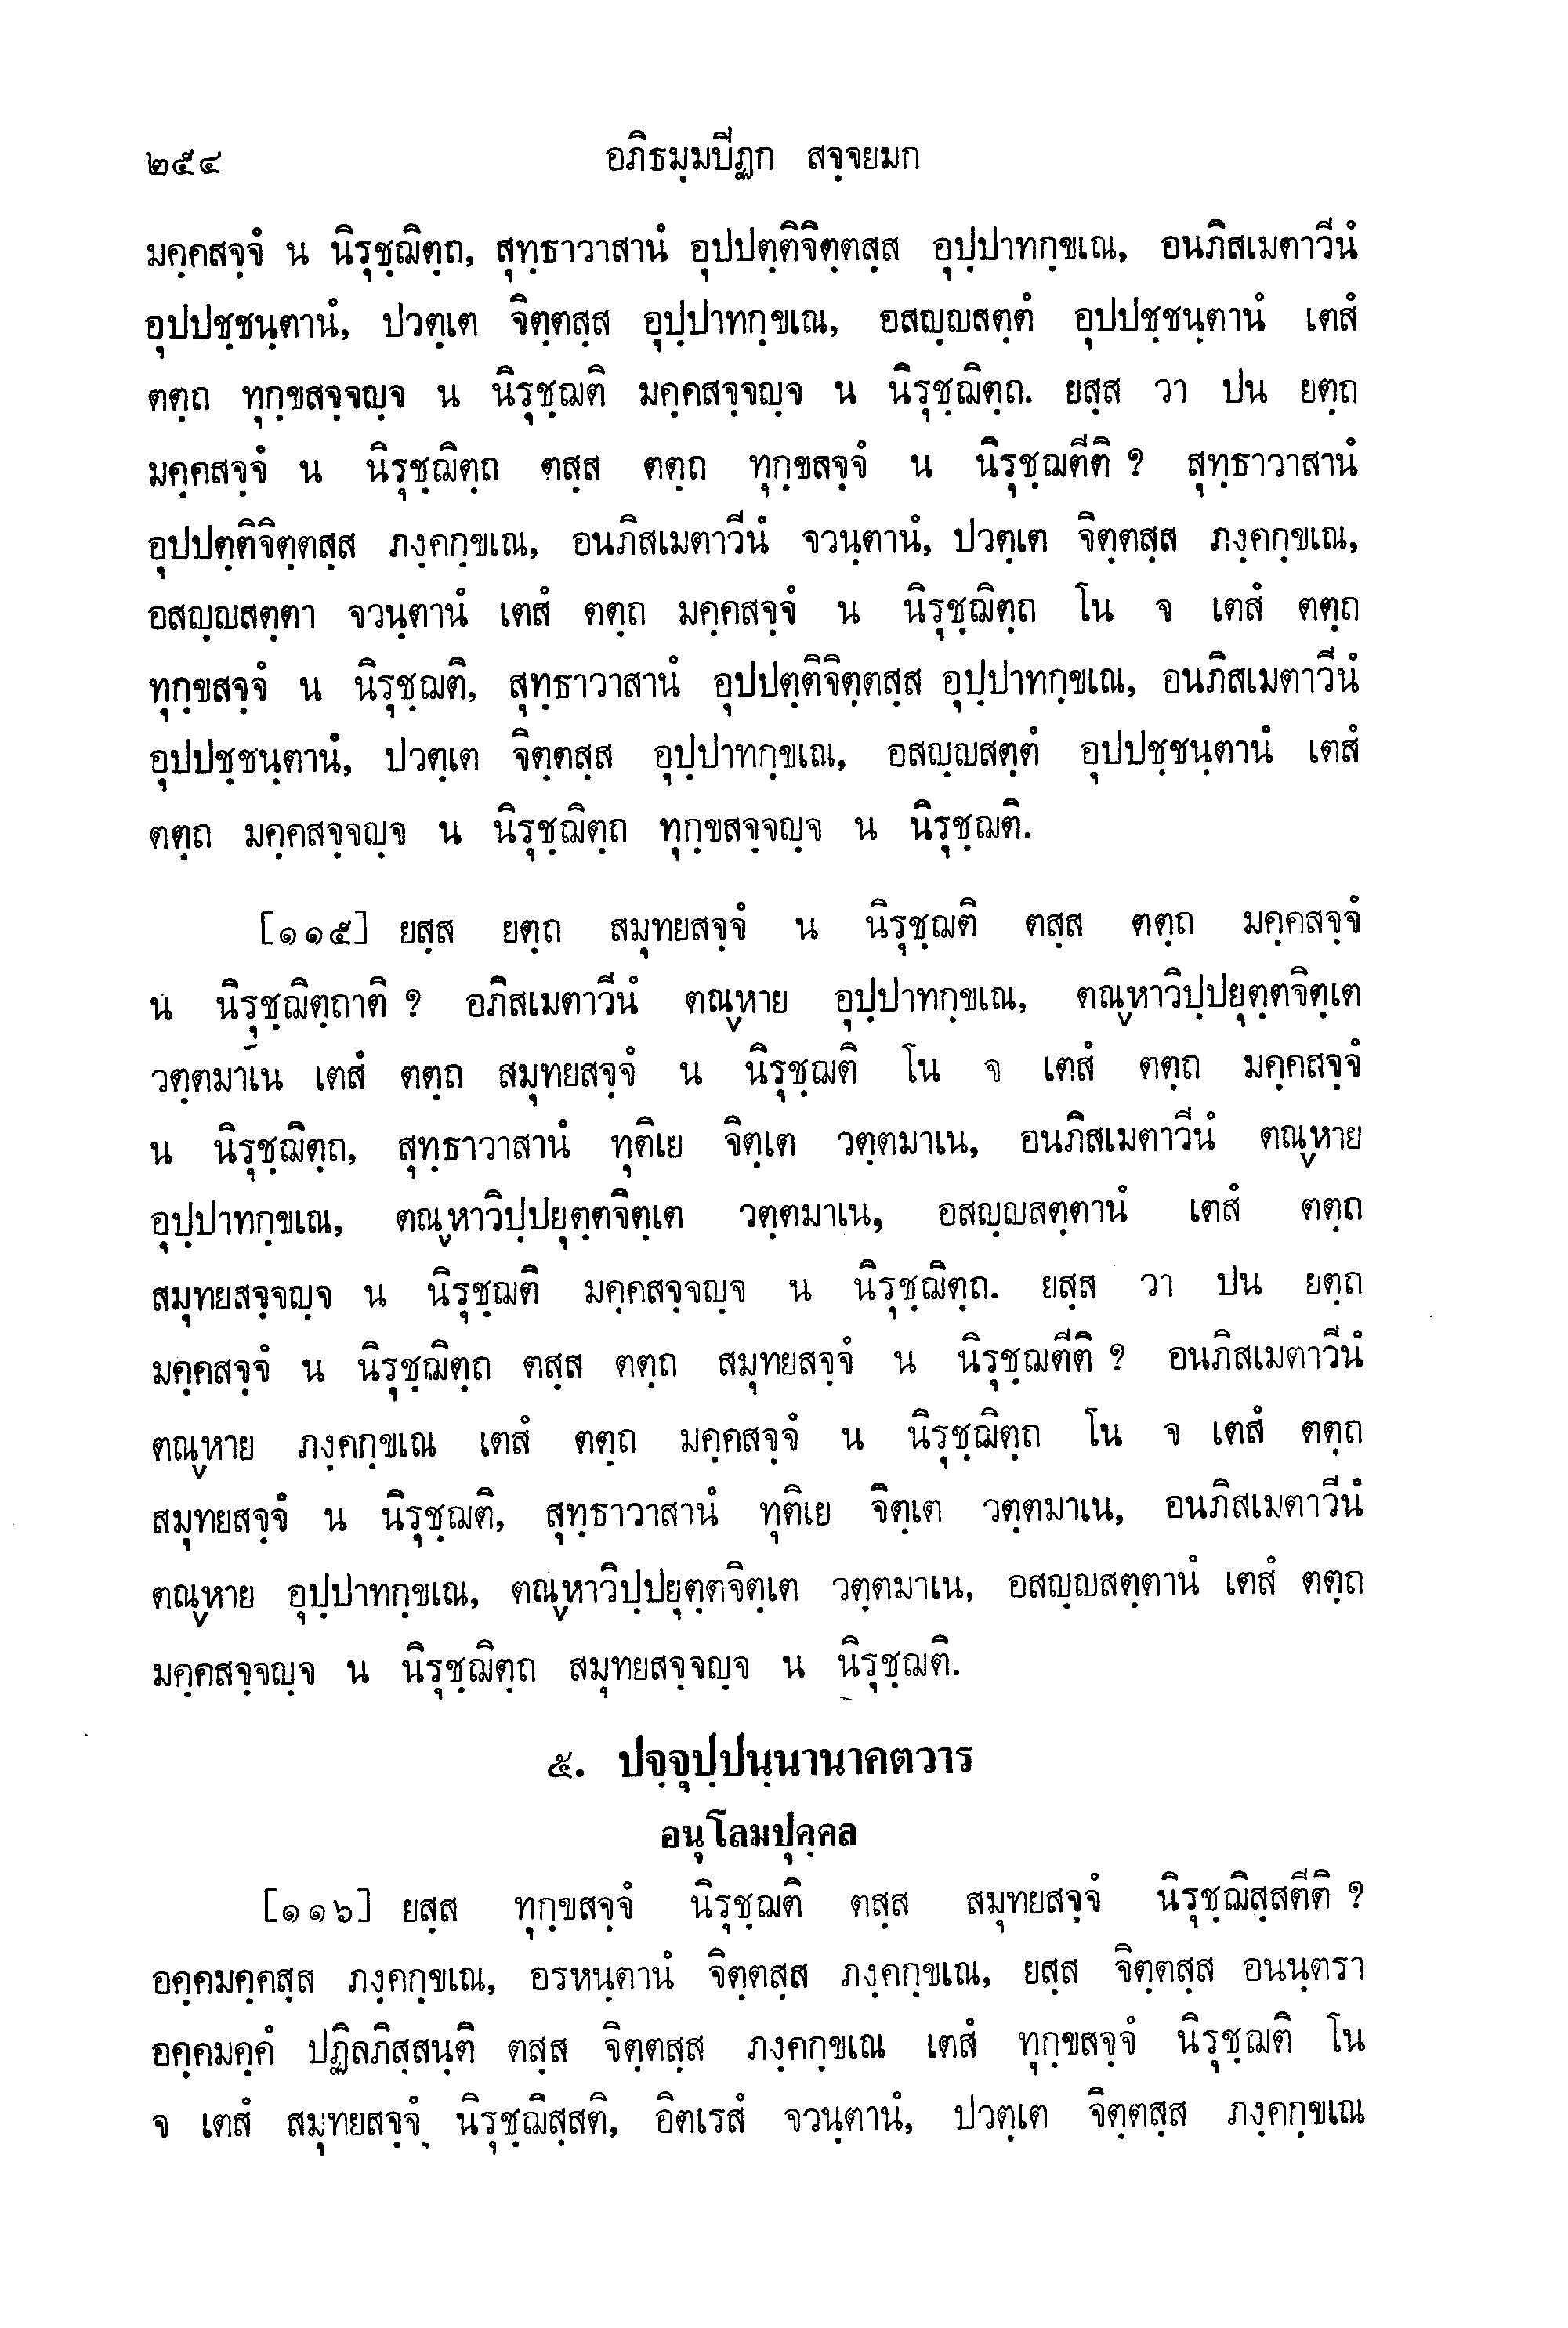 ๒๕๔ อภิธมฺมปีฏก สจฺจยมก
มคฺคสจฺจํ น นิรุชฺฌิตฺถ, สุทฺธาวาสานํ อุปปตฺติจิตฺตสฺส อุปฺปาทกฺขเณ, อนภิสเมตาวีนํ
อุปปชฺชนฺตานํ, ปวตฺเต จิตฺตสฺส อุปฺปาทกฺขเณ, อสญฺญสตฺตํ อุปปชฺชนฺตานํ เตสํ
ตตฺถ ทุกฺขสจฺจญฺจ น นิรุชฺฌติ มคฺคสจฺจญฺจ น นิรุชฺฌิตฺถ. ยสฺส วา ปน ยตฺถ
มคฺคสจฺจํ น นิรุชฺฌิตฺถ ตสฺส ตตฺถ ทุกฺขสจฺจํ น นิรุชฺฌตีติ ? สุทฺธาวาสานํ
อุปปตฺติจิตฺตสฺส ภงฺคกฺขเณ, อนภิสเมตาวีนํ จวนฺตานํ, ปวตฺเต จิตฺตสฺส ภงฺคกฺขเณ,
อสญฺญสตฺตา จวนฺตานํ เตสํ ตตฺถ มคฺคสจฺจํ น นิรุชฺฌิตฺถ โน จ เตสํ ตตฺถ
ทุกฺขสจฺจํ น นิรุชฺฌติ, สุทฺธาวาสานํ อุปปตฺติจิตฺตสฺส อุปฺปาทกฺขเณ, อนภิสเมตาวีนํ
อุปปชฺชนฺตานํ, ปวตฺเต จิตฺตสฺส อุปฺปาทกฺขเณ, อสญฺญสตฺตํ อุปปชฺชนฺตานํ เตสํ
ตตฺถ มคฺคสจฺจญฺจ น นิรุชฺฌิตฺถ ทุกฺขสจฺจญฺจ น นิรุชฺฌติ.
[๑๑๕] ยสฺส ยตฺถ สมุทยสจฺจํ น นิรุชฺฌติ ตสฺส ตตฺถ มคฺคสจฺจํ
น นิรุชฺฌิตฺถาติ ? อภิสเมตาวีนํ ตณฺหาย อุปฺปาทกฺขเณ, ตณฺหาวิปฺปยุตฺตจิตฺเต
วตฺตมาเน เตสํ ตตฺถ สมุทยสจฺจํ น นิรุชฺฌติ โน จ เตสํ ตตฺถ มคฺคสจฺจํ
น นิรุชฺฌิตฺถ, สุทฺธาวาสานํ ทุติเย จิตฺเต วตฺตมาเน, อนภิสเมตาวีนํ ตณฺหาย
อุปฺปาทกฺขเณ, ตณฺหาวิปฺปยุตฺตจิตฺเต วตฺตมาเน, อสญฺญสตฺตานํ เตสํ ตตฺถ
สมุทยสจฺจญฺจ น นิรุชฺฌติ มคฺคสจฺจญฺจ น นิรุชฺฌิตฺถ. ยสฺส วา ปน ยตฺถ
มคฺคสจฺจํ น นิรุชฺฌิตฺถ ตสฺส ตตฺถ สมุทยสจฺจํ น นิรุชฺฌตีติ ? อนภิสเมตาวีนํ
ตณฺหาย ภงฺคกฺขเณ เตสํ ตตฺถ มคฺคสจฺจํ น นิรุชฺฌิตฺถ โน จ เตสํ ตตฺถ
สมุทยสจฺจํ น นิรุชฺฌติ, สุทฺธาวาสานํ ทุติเย จิตฺเต วตฺตมาเน, อนภิสเมตาวีนํ
ตณฺหาย อุปฺปาทกฺขเณ, ตณฺหาวิปฺปยุตฺตจิตฺเต วตฺตมาเน, อสญฺญสตฺตานํ เตสํ ตตฺถ
มคฺคสจฺจญฺจ น นิรุชฺฌิตฺถ สมุทยสจฺจญฺจ น นิรุชฺฌติ.
๕. ปจฺจุปฺปนฺนานาคตวาร
อนุโลมปุคฺคล
[๑๑๖] ยสฺส ทุกฺขสจฺจํ นิรุชฺฌติ ตสฺส สมุทยสจฺจํ นิรุชฺฌิสฺสตีติ ?
อคฺคมคฺคสฺส ภงฺคกฺขเณ, อรหนฺตานํ จิตฺตสฺส ภงฺคกฺขเณ, ยสฺส จิตฺตสฺส อนนฺตรา
อคฺคมคฺคํ ปฏิลภิสฺสนฺติ ตสฺส จิตฺตสฺส ภงฺคกฺขเณ เตสํ ทุกฺขสจฺจํ นิรุชฺฌติ โน
จ เตสํ สมุทยสจฺจํ นิรุชฺฌิสฺสติ, อิตเรสํ จวนฺตานํ, ปวตฺเต จิตฺตสฺส ภงฺคกฺขเณ